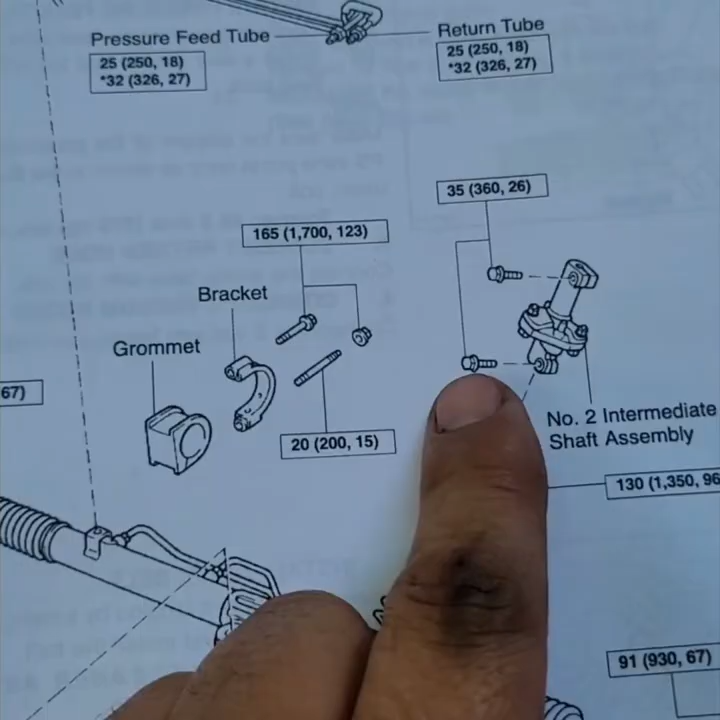 Pressure Feed Tube
25 (250, 18)
*32 (326, 27)
Return Tube
25 (250, 18)
*32 (326, 27)
35 (360, 26)
165 (1,700, 123)
Bracket
Grommet
67)
20 (200, 15)
No. 2 Intermediate
Shaft Assembly
130 (1,350, 96
91 (930, 67)